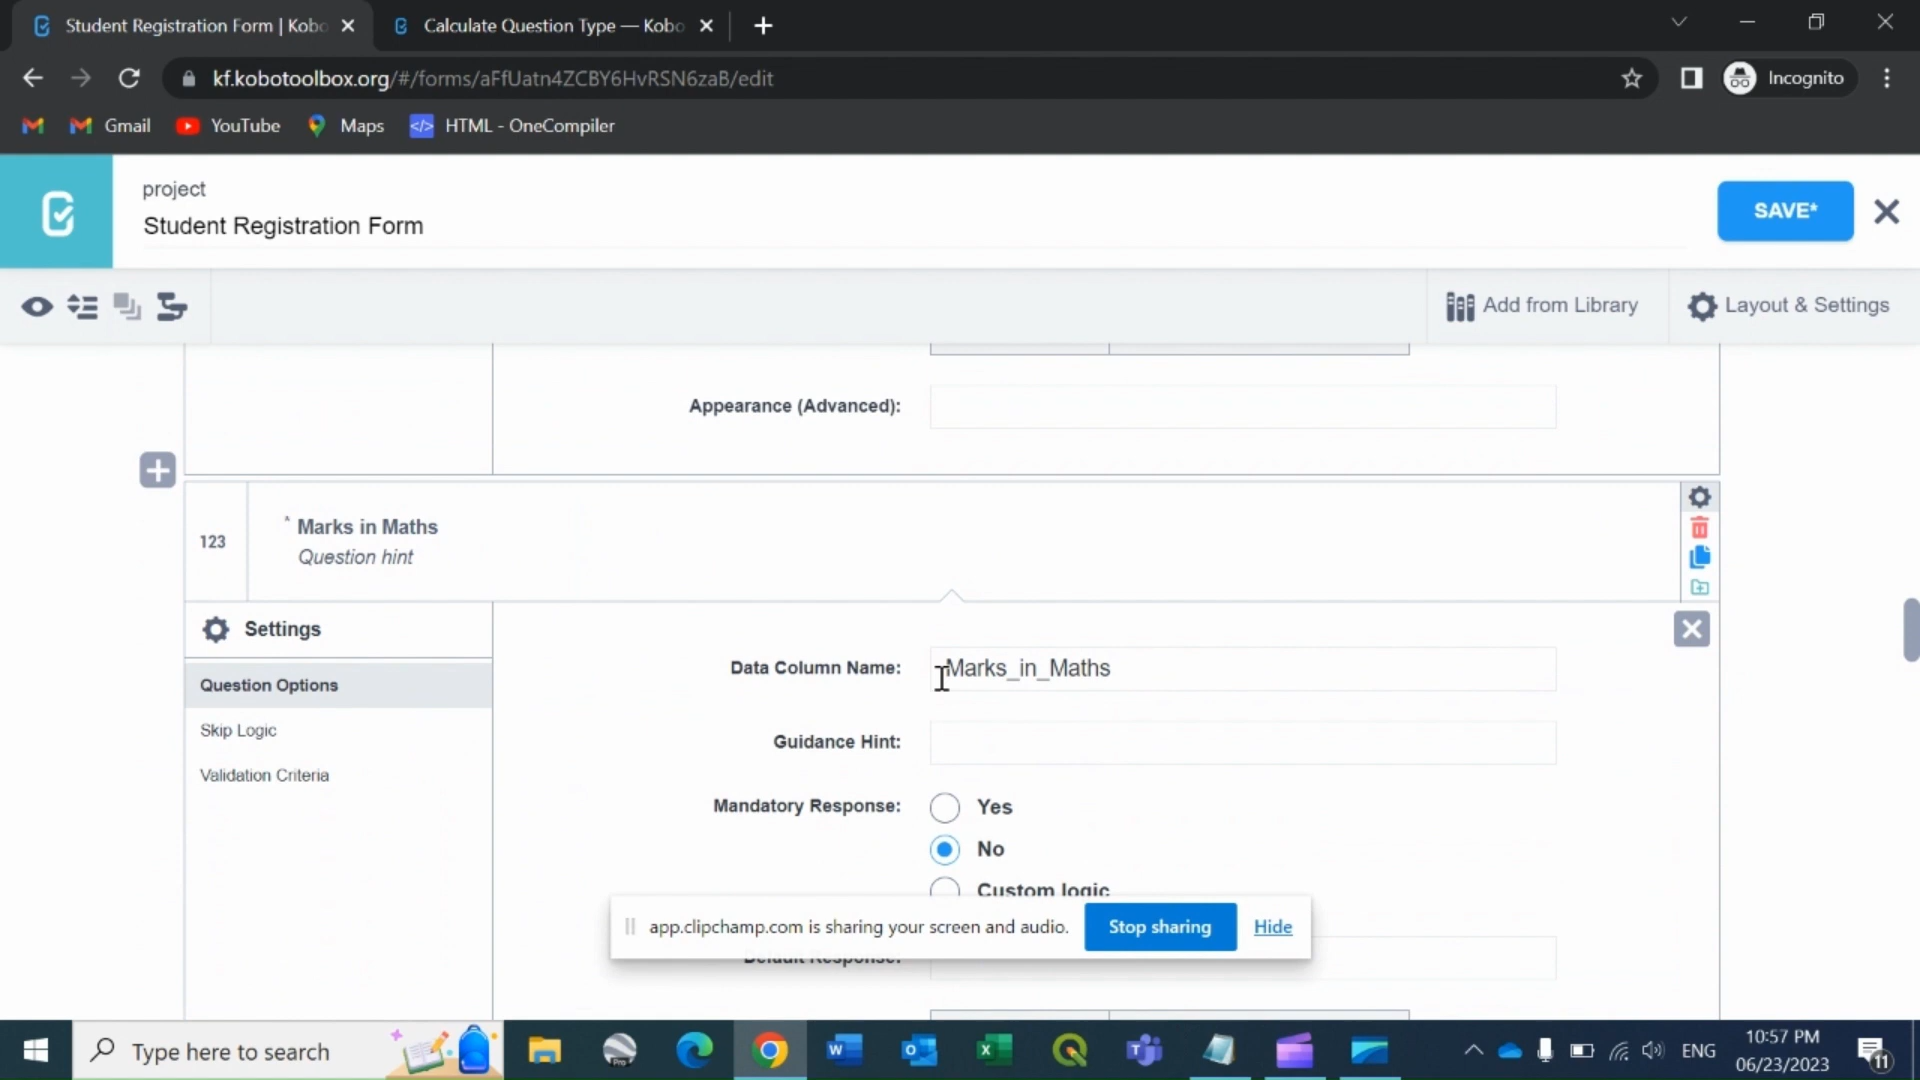 Student Registration Form | Kobo
Calculate Question Type — Kobo
kf.kobotoolbox.org/#/forms/aFfUatn4ZCBY6HvRSN6zaB/edit
Incognito
Gmail
YouTube
Maps
HTML - OneCompiler
project
Student Registration Form
SAVE*
Add from Library
Layout & Settings
Appearance (Advanced):
123
* Marks in Maths
Question hint
Settings
Question Options
Skip Logic
Validation Criteria
Data Column Name:
Marks_in_Maths
Guidance Hint:
Mandatory Response:
Yes
No
Custom logic
app.clipchamp.com is sharing your screen and audio.
Stop sharing
Hide
Default Response:
Type here to search
Pro
ENG
10:57 PM
06/23/2023
11